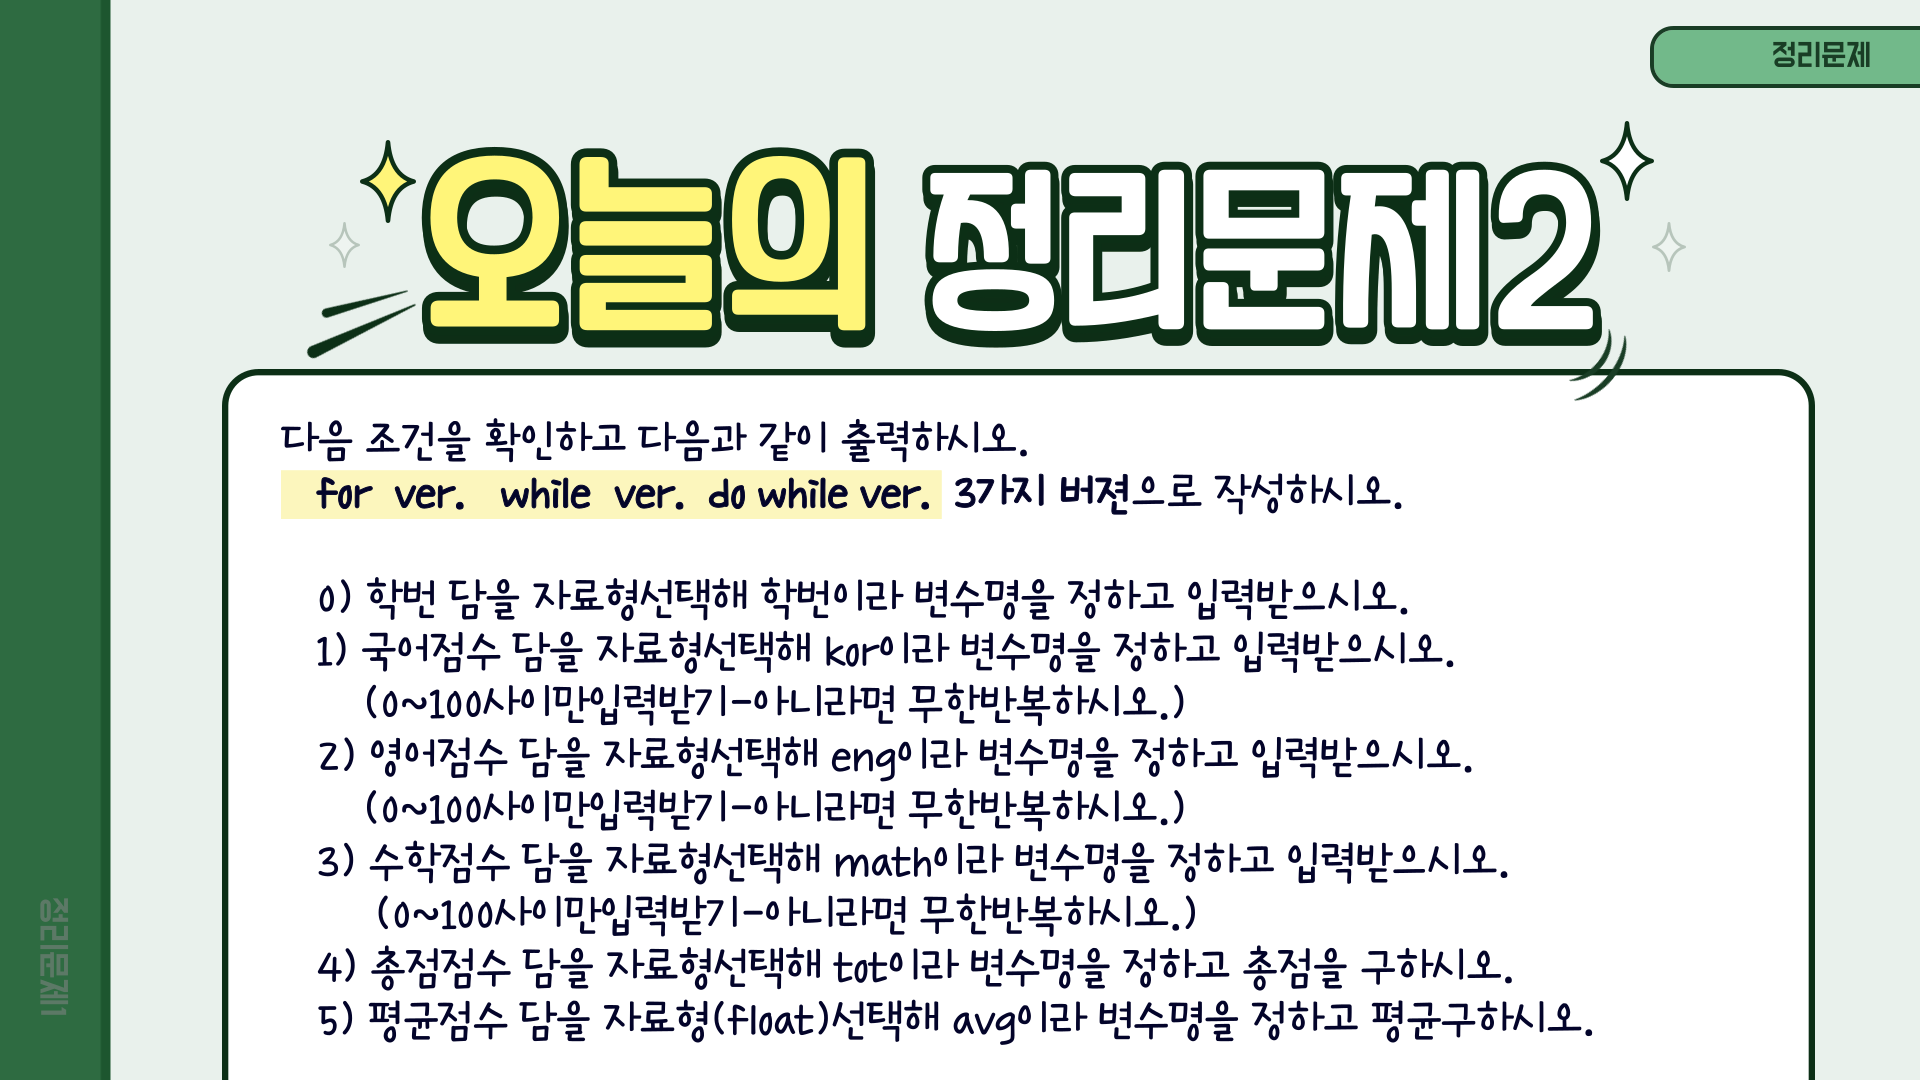 정리문제
오늘의 정리문제2
다음 조건을 확인하고 다음과 같이 출력하시오.
for ver. while ver. do while ver. 3가지 버젼으로 작성하시오.
0) 학번 담을 자료형선택해 학번이라 변수명을 정하고 입력받으시오.
1) 국어점수 담을 자료형선택해 kor이라 변수명을 정하고 입력받으시오.
(0~100사이만입력받기-아니라면 무한반복하시오.)
2) 영어점수 담을 자료형선택해 eng이라 변수명을 정하고 입력받으시오.
(0~100사이만입력받기-아니라면 무한반복하시오.)
3) 수학점수 담을 자료형선택해 math이라 변수명을 정하고 입력받으시오.
(0~100사이만입력받기-아니라면 무한반복하시오.)
4) 총점점수 담을 자료형선택해 tot이라 변수명을 정하고 총점을 구하시오.
5) 평균점수 담을 자료형(float)선택해 avg이라 변수명을 정하고 평균구하시오.
정리문제1